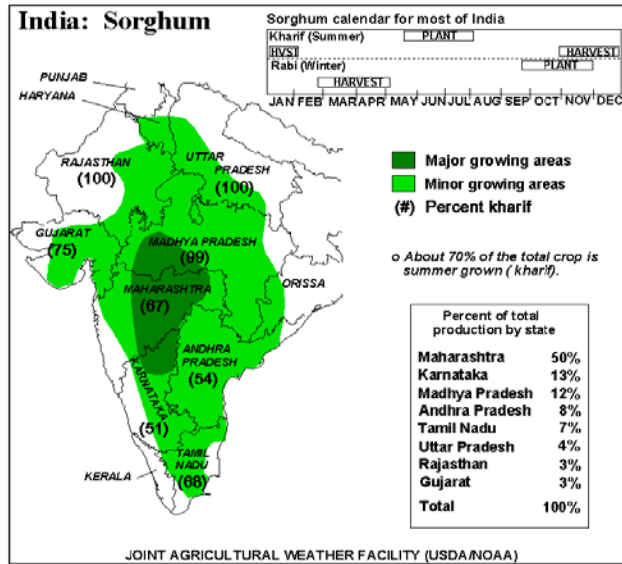 India: Sorghum
Sorghum calendar for most of India
Kharif (Summer)
PLANT
HVST
HARVEST
Rabi (Winter)
PLANT
HARVEST
JAN FEB MAR APR MAY JUN JUL AUG SEP OCT NOV DEC
PUNJAB
HARYANA
RAJASTHAN
(100)
UTTAR
PRADESH
(100)
GUJARAT
(75)
MADHYA PRADESH
(99)
MAHARASHTRA
(67)
ORISSA
ANDHRA
PRADESH
(54)
KARNATAKA
(51)
TAMIL
NADU
(68)
KERALA
Major growing areas
Minor growing areas
(#) Percent kharif
o About 70% of the total crop is
summer grown ( kharif).
Percent of total
production by state
Maharashtra 50%
Karnataka 13%
Madhya Pradesh 12%
Andhra Pradesh 8%
Tamil Nadu 7%
Uttar Pradesh 4%
Rajasthan 3%
Gujarat 3%
Total 100%
JOINT AGRICULTURAL WEATHER FACILITY (USDA/NOAA)